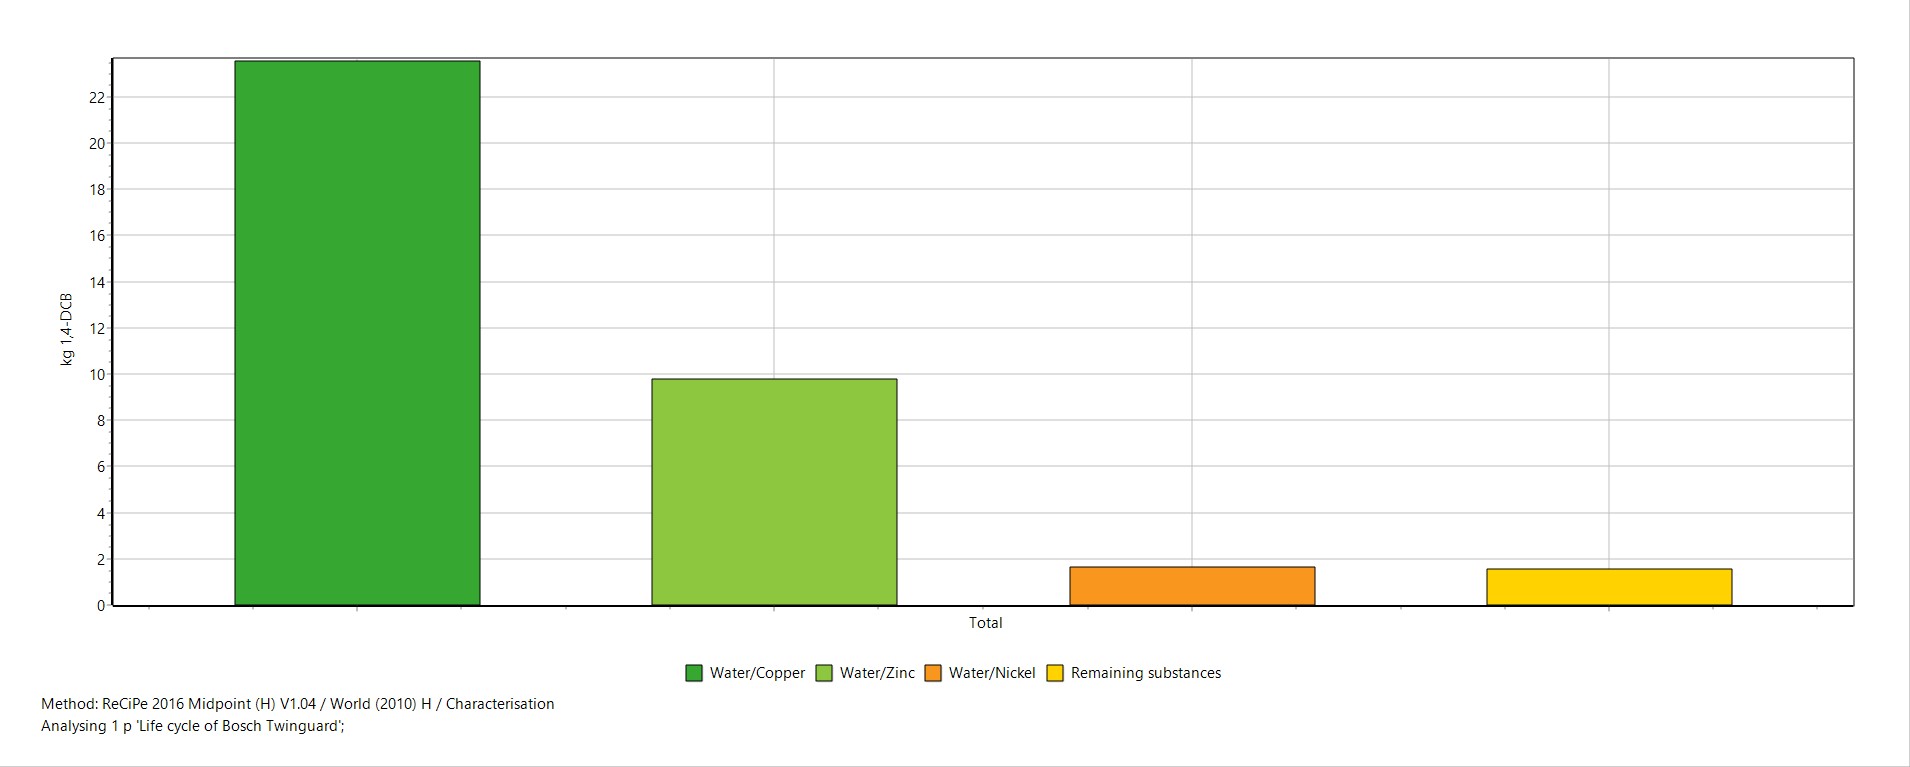 22
20
18
16
14
12
10
8
6
4
2
0
kg 1,4-DCB
Total
Water/Copper Water/Zinc Water/Nickel Remaining substances
Method: ReCiPe 2016 Midpoint (H) V1.04 / World (2010) H / Characterisation
Analysing 1 p 'Life cycle of Bosch Twinguard';